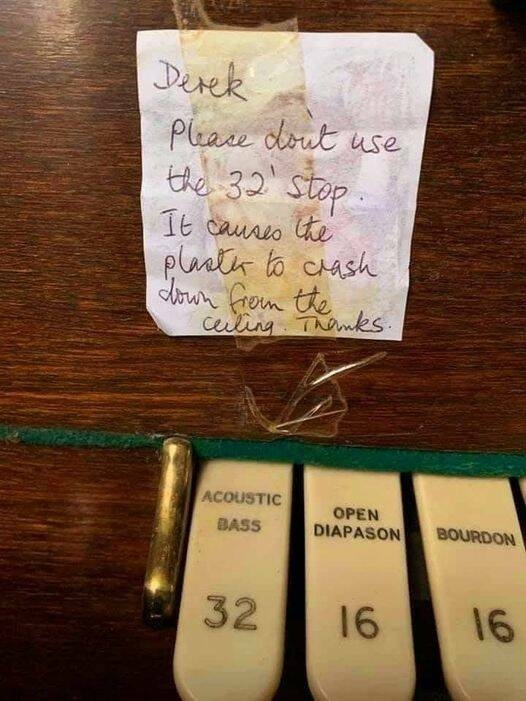 Derek
Please don't use
the 32' stop.
It causes the
plaster to crash
down from the
ceiling. Thanks.
ACOUSTIC
BASS
32
OPEN
DIAPASON
16
BOURDON
16